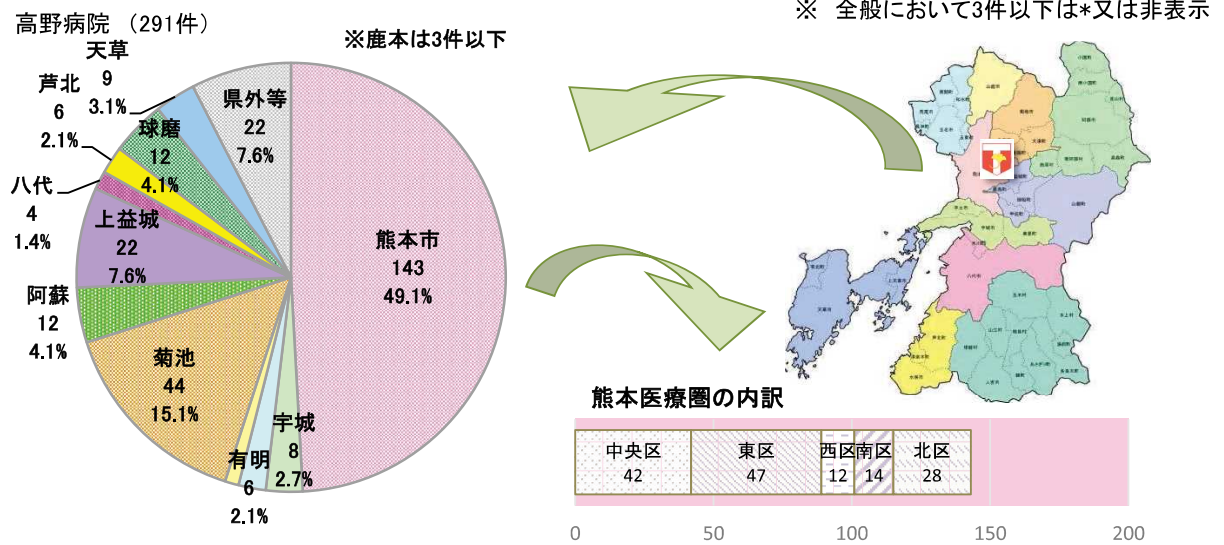 ※ 全般において3件以下は*又は非表示
高野病院 (291件)
※鹿本は3件以下
天草
9
3.1%
芦北
6
2.1%
球磨
12
4.1%
県外等
22
7.6%
八代
4
1.4%
上益城
22
7.6%
熊本市
143
49.1%
阿蘇
12
4.1%
菊池
44
15.1%
有明
6
2.1%
宇城
8
2.7%
熊本医療圏の内訳
中央区 東区 西区 南区 北区
42 47 12 14 28
0 50 100 150 200